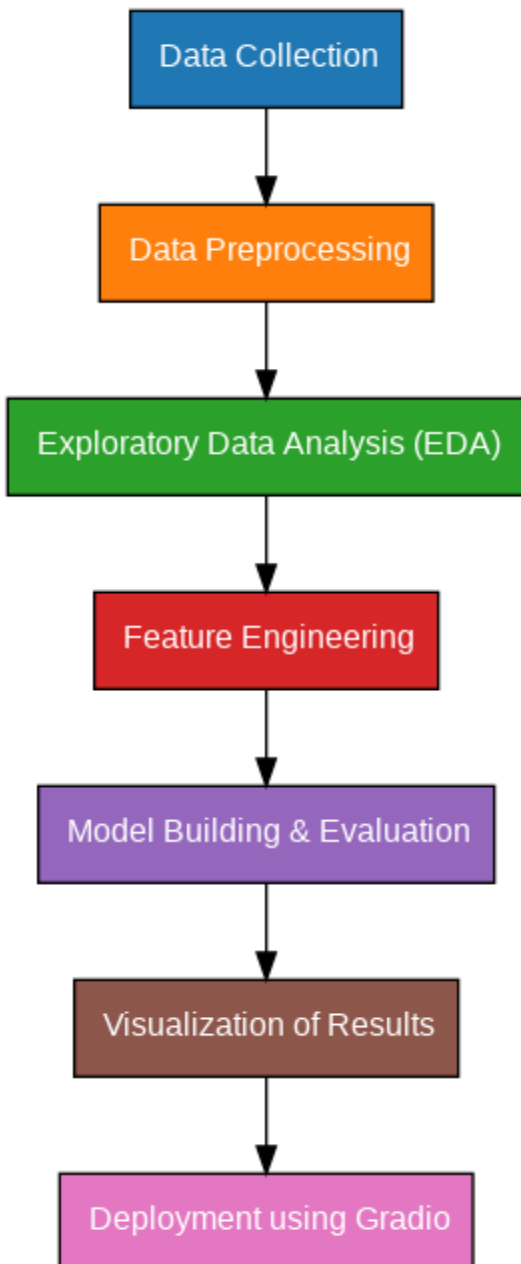 Data Collection
Data Preprocessing
Exploratory Data Analysis (EDA)
Feature Engineering
Model Building & Evaluation
Visualization of Results
Deployment using Gradio